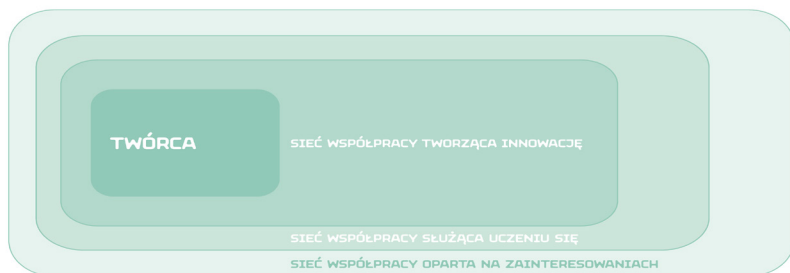 TWÓRCA
SIEĆ WSPÓŁPRACY TWORZĄCA INNOWACJĘ
SIEĆ WSPÓŁPRACY SŁUŻĄCA UCZENIU SIĘ
SIEĆ WSPÓŁPRACY OPARTA NA ZAINTERESOWANIACH